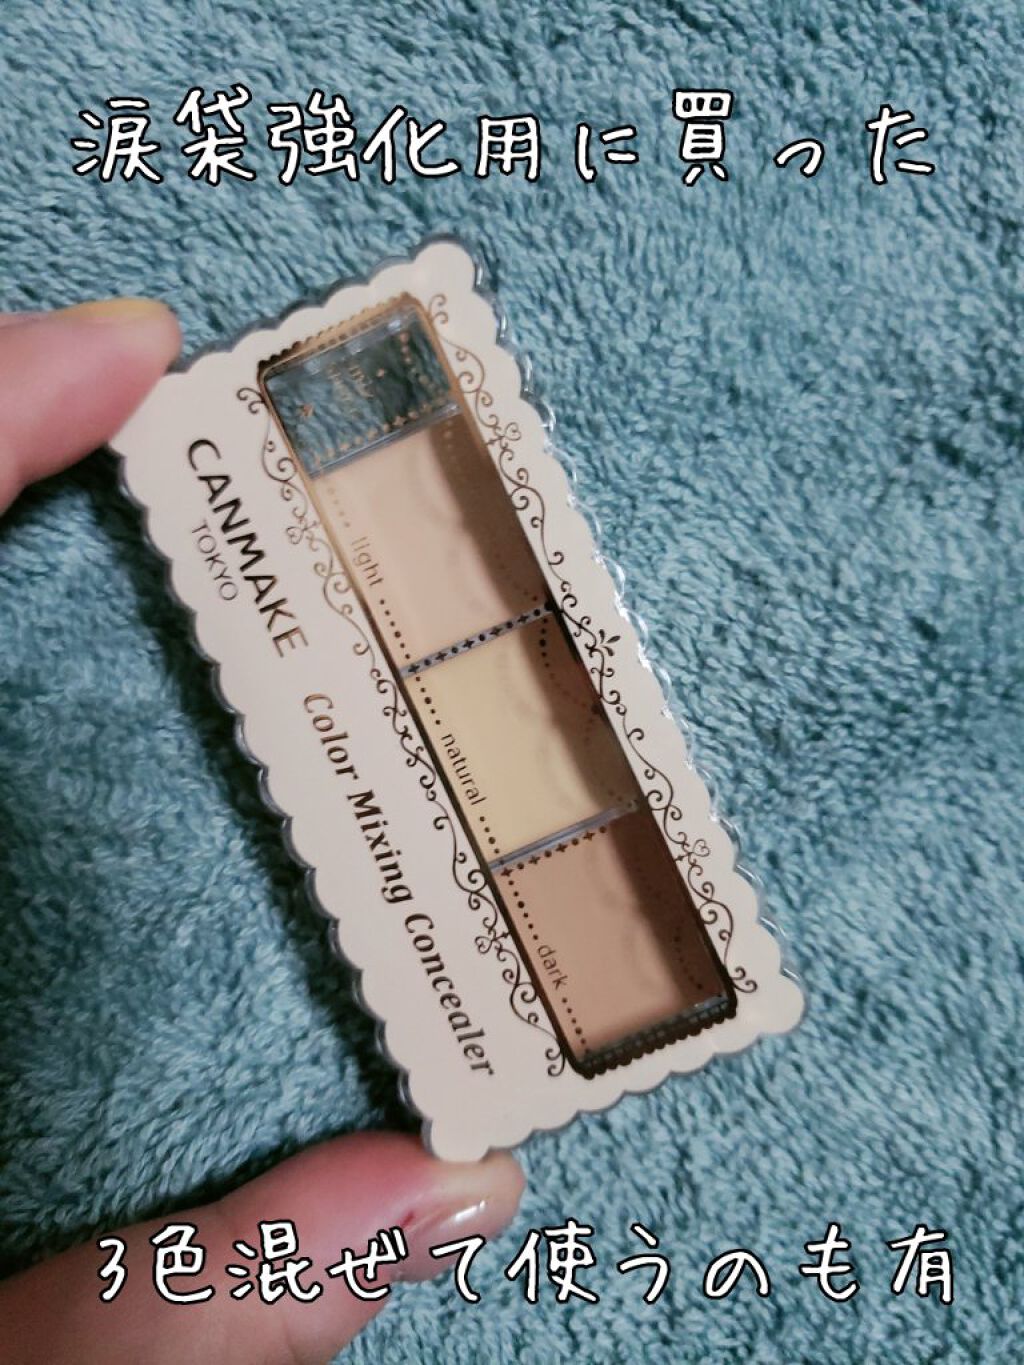 涙袋強化用に買った
CANMAKE
TOKYO
Color Mixing Concealer
light
natural
dark
3色混ぜて使うのも有